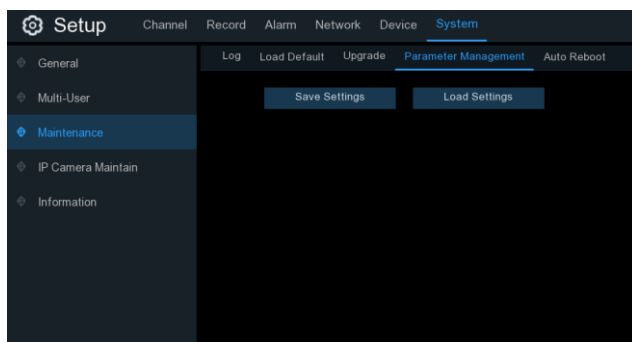 Setup Channel Record Alarm Network Device System
General
Log Load Default Upgrade Parameter Management Auto Reboot
Multi-User
Save Settings Load Settings
Maintenance
IP Camera Maintain
Information